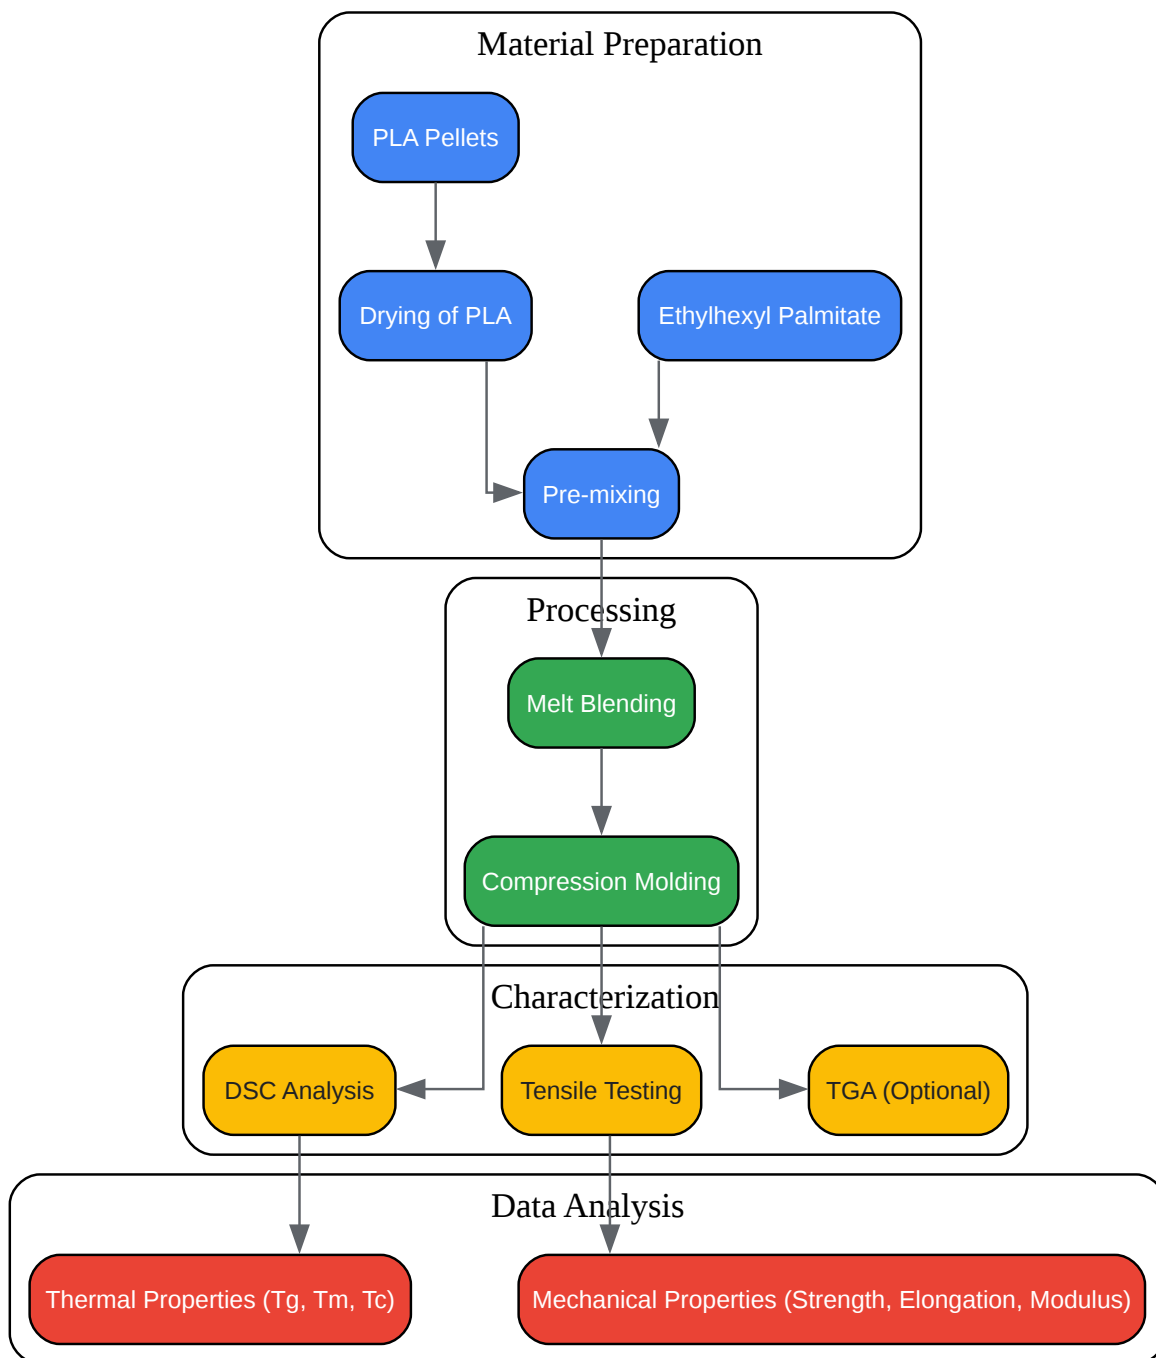 Material Preparation
PLA Pellets
Drying of PLA
Ethylhexyl Palmitate
Pre-mixing
Processing
Melt Blending
Compression Molding
Characterization
DSC Analysis
Tensile Testing
TGA (Optional)
Data Analysis
Thermal Properties (Tg, Tm, Tc)
Mechanical Properties (Strength, Elongation, Modulus)